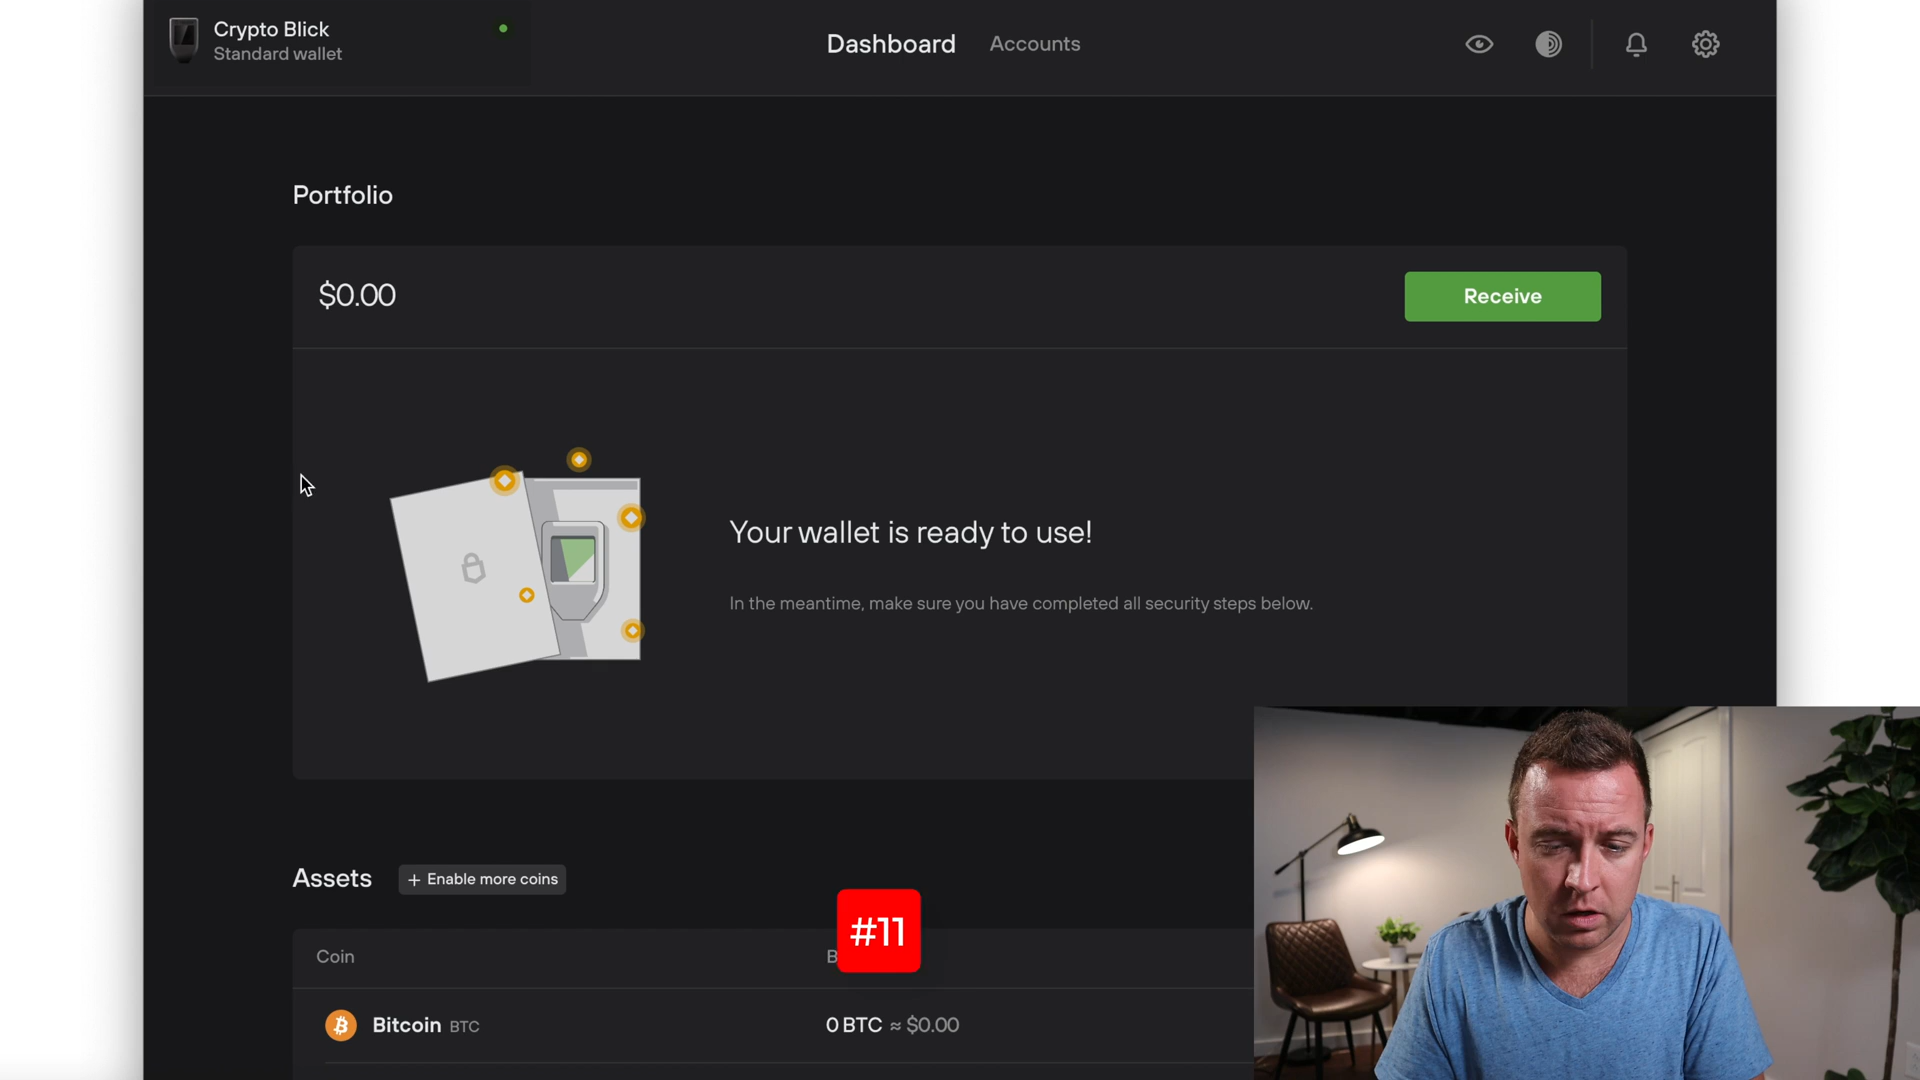 Crypto Blick
Standard wallet
Dashboard
Accounts
Portfolio
$0.00
Receive
Your wallet is ready to use!
In the meantime, make sure you have completed all security steps below.
Assets
+ Enable more coins
#11
Coin
B
Bitcoin BTC
0 BTC ≈ $0.00